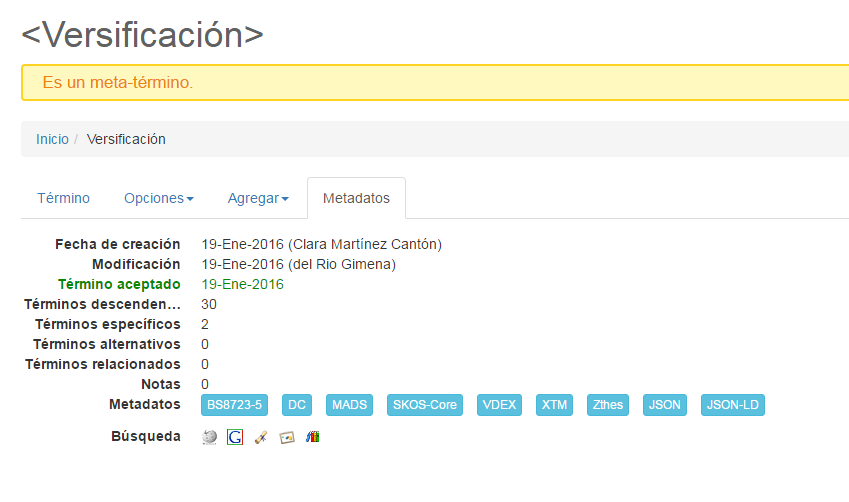 <Versificación>
Es un meta-término.
Inicio / Versificación
Término Opciones Agregar Metadatos
Fecha de creación 19-Ene-2016 (Clara Martínez Cantón)
Modificación 19-Ene-2016 (del Rio Gimena)
Término aceptado 19-Ene-2016
Términos descenden… 30
Términos específicos 2
Términos alternativos 0
Términos relacionados 0
Notas 0
Metadatos BS8723-5 DC MADS SKOS-Core VDEX XTM Zthes JSON JSON-LD
Búsqueda G